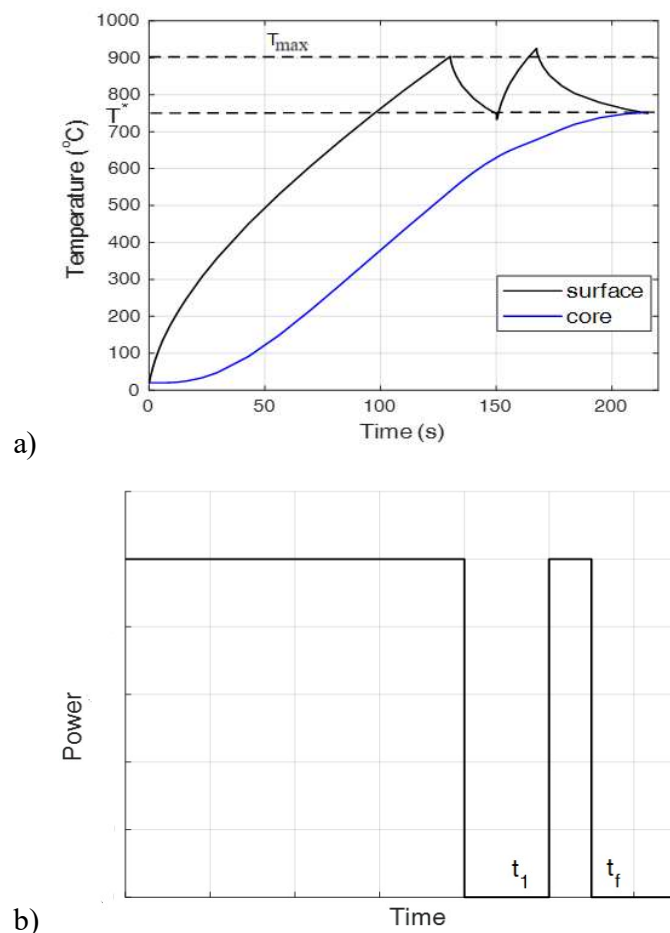 1000
T_max
900
800
T*
700
600
500
400
300
200
100
0
Temperature (°C)
surface
core
0 50 100 150 200
Time (s)
a)
Power
t_1 t_f
Time
b)